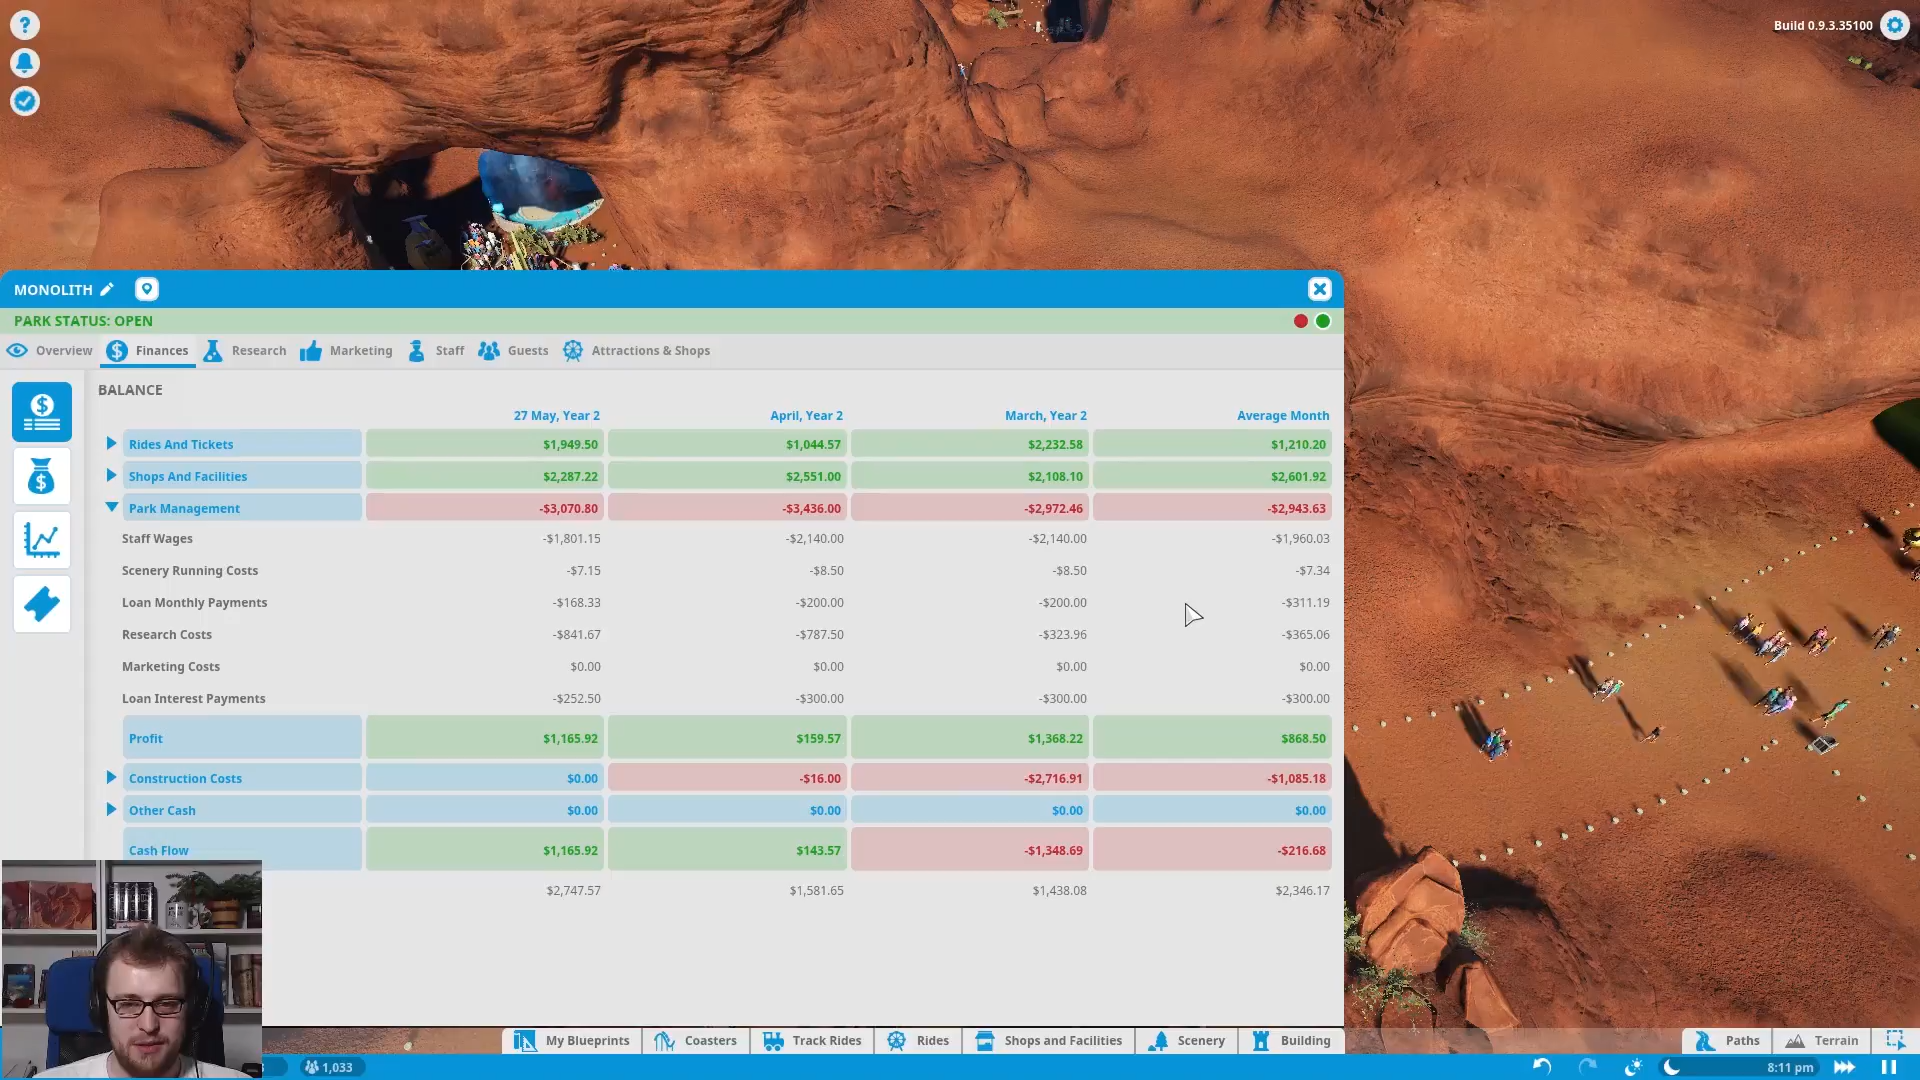 Build 0.9.3.35100
MONOLITH
PARK STATUS: OPEN
Overview Finances Research Marketing Staff Guests Attractions & Shops
BALANCE
27 May, Year 2 April, Year 2 March, Year 2 Average Month
Rides And Tickets $1,949.50 $1,044.57 $2,232.58 $1,210.20
Shops And Facilities $2,287.22 $2,551.00 $2,108.10 $2,601.92
Park Management -$3,070.80 -$3,436.00 -$2,972.46 -$2,943.63
Staff Wages -$1,801.15 -$2,140.00 -$2,140.00 -$1,960.03
Scenery Running Costs -$7.15 -$8.50 -$8.50 -$7.34
Loan Monthly Payments -$168.33 -$200.00 -$200.00 -$311.19
Research Costs -$841.67 -$787.50 -$323.96 -$365.06
Marketing Costs $0.00 $0.00 $0.00 $0.00
Loan Interest Payments -$252.50 -$300.00 -$300.00 -$300.00
Profit $1,165.92 $159.57 $1,368.22 $868.50
Construction Costs $0.00 -$16.00 -$2,716.91 -$1,085.18
Other Cash $0.00 $0.00 $0.00 $0.00
Cash Flow $1,165.92 $143.57 -$1,348.69 -$216.68
$2,747.57 $1,581.65 $1,438.08 $2,346.17
My Blueprints Coasters Track Rides Rides Shops and Facilities Scenery Building Paths Terrain
1,033 8:11 pm